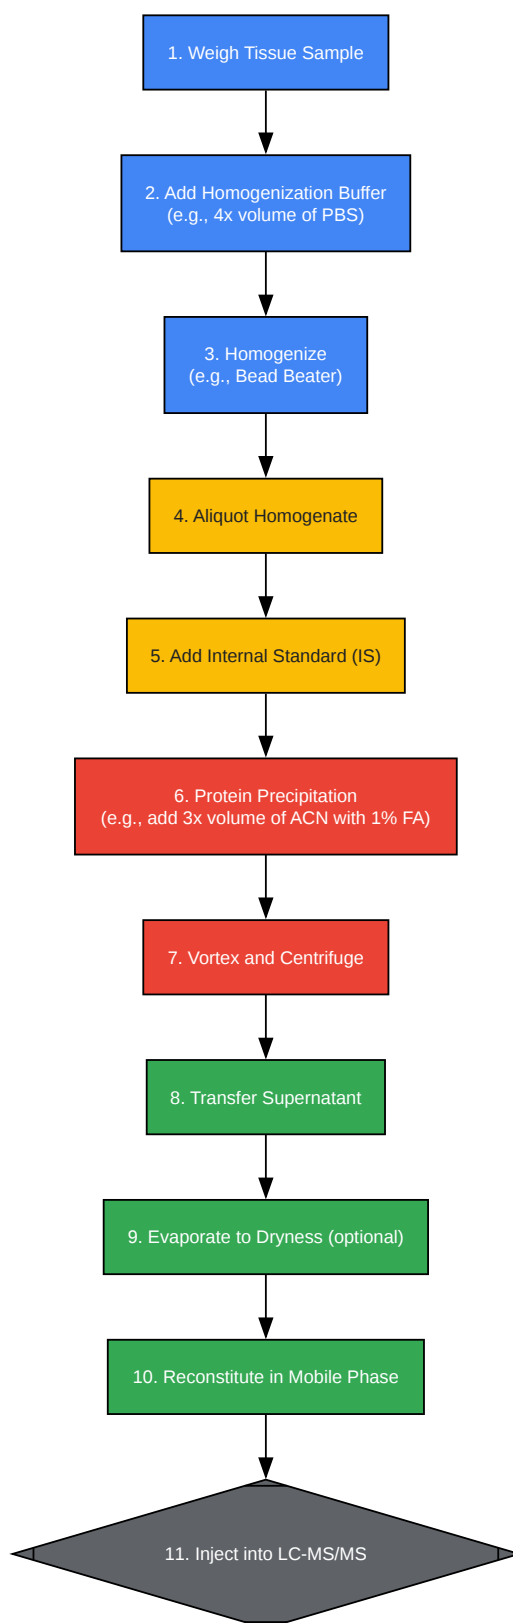 1. Weigh Tissue Sample
2. Add Homogenization Buffer
(e.g., 4x volume of PBS)
3. Homogenize
(e.g., Bead Beater)
4. Aliquot Homogenate
5. Add Internal Standard (IS)
6. Protein Precipitation
(e.g., add 3x volume of ACN with 1% FA)
7. Vortex and Centrifuge
8. Transfer Supernatant
9. Evaporate to Dryness (optional)
10. Reconstitute in Mobile Phase
11. Inject into LC-MS/MS